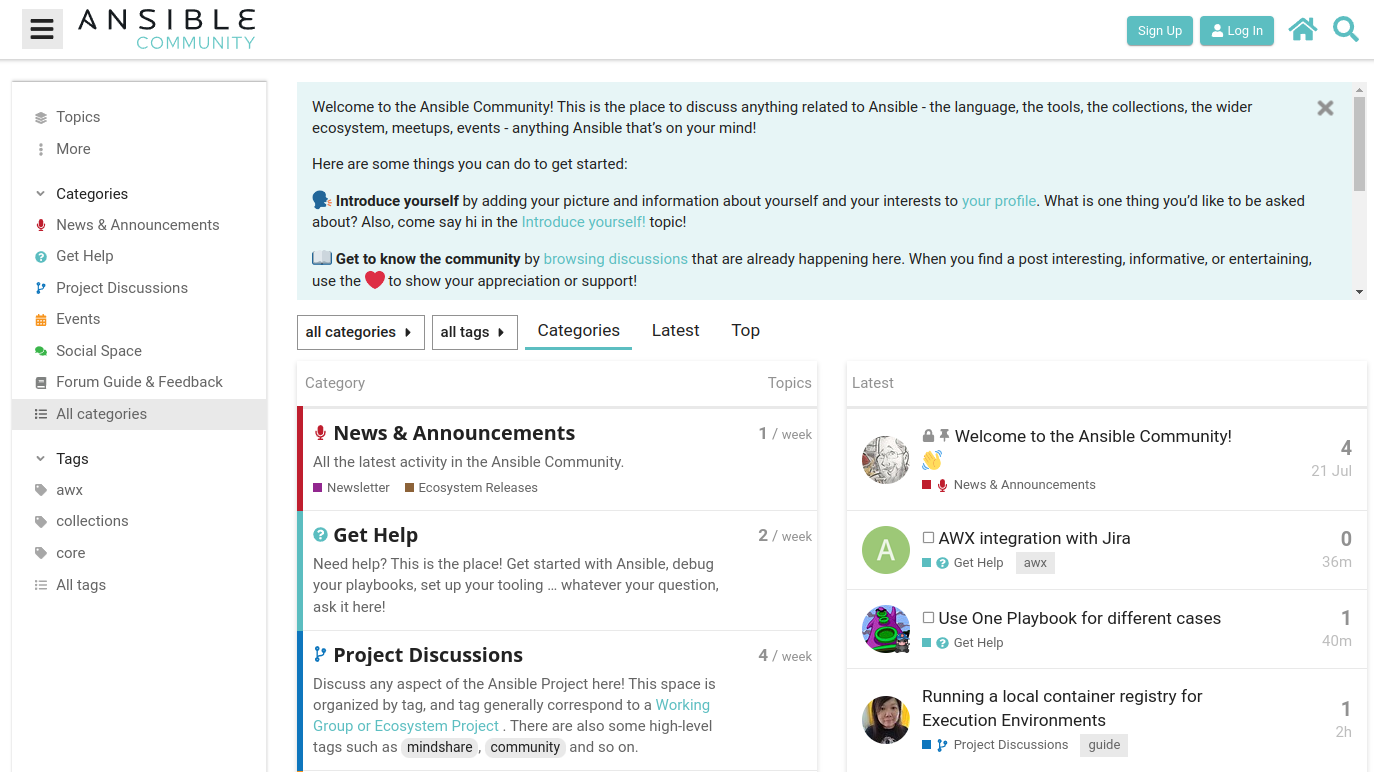 ANSIBLE
COMMUNITY
Sign Up
Log In
Topics
More
Categories
News & Announcements
Get Help
Project Discussions
Events
Social Space
Forum Guide & Feedback
All categories
Tags
awx
collections
core
All tags
Welcome to the Ansible Community! This is the place to discuss anything related to Ansible - the language, the tools, the collections, the wider
ecosystem, meetups, events - anything Ansible that’s on your mind!
Here are some things you can do to get started:
Introduce yourself by adding your picture and information about yourself and your interests to your profile. What is one thing you’d like to be asked
about? Also, come say hi in the Introduce yourself! topic!
Get to know the community by browsing discussions that are already happening here. When you find a post interesting, informative, or entertaining,
use the ❤️ to show your appreciation or support!
all categories
all tags
Categories
Latest
Top
Category Topics
News & Announcements 1 / week
All the latest activity in the Ansible Community.
Newsletter Ecosystem Releases
Get Help 2 / week
Need help? This is the place! Get started with Ansible, debug
your playbooks, set up your tooling … whatever your question,
ask it here!
Project Discussions 4 / week
Discuss any aspect of the Ansible Project here! This space is
organized by tag, and tag generally correspond to a Working
Group or Ecosystem Project . There are also some high-level
tags such as mindshare, community and so on.
Latest
Welcome to the Ansible Community! 4
👋 21 Jul
News & Announcements
A
AWX integration with Jira 0
Get Help awx 36m
Use One Playbook for different cases 1
Get Help 40m
Running a local container registry for
Execution Environments 1
Project Discussions guide 2h